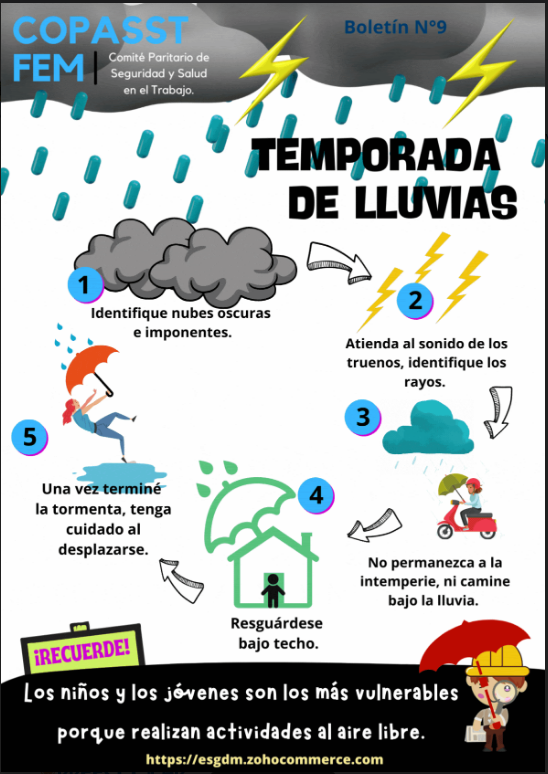 COPASST
FEM
Comité Paritario de
Seguridad y Salud
en el Trabajo.
Boletín N°9
TEMPORADA
DE LLUVIAS
1
Identifique nubes oscuras
e imponentes.
2
Atienda al sonido de los
truenos, identifique los
rayos.
3
No permanezca a la
intemperie, ni camine
bajo la lluvia.
4
Resguárdese
bajo techo.
5
Una vez terminé
la tormenta, tenga
cuidado al
desplazarse.
¡RECUERDE!
Los niños y los jóvenes son los más vulnerables
porque realizan actividades al aire libre.
https://esgdm.zohocommerce.com